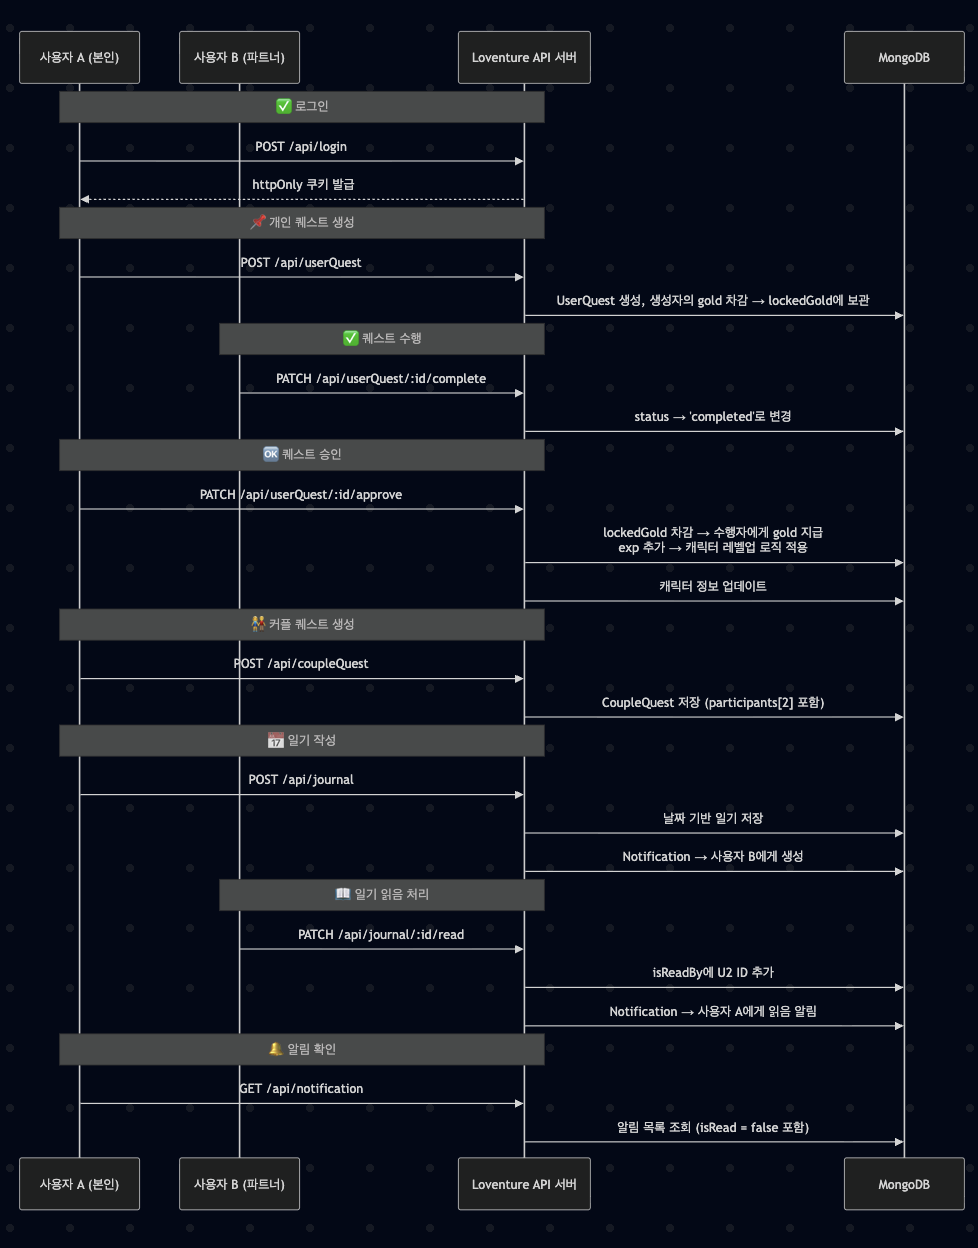 사용자 A (본인)
사용자 B (파트너)
Loventure API 서버
MongoDB
✅ 로그인
POST /api/login
httpOnly 쿠키 발급
📌 개인 퀘스트 생성
POST /api/userQuest
UserQuest 생성, 생성자의 gold 차감 → lockedGold에 보관
✅ 퀘스트 수행
PATCH /api/userQuest/:id/complete
status → 'completed'로 변경
🆗 퀘스트 승인
PATCH /api/userQuest/:id/approve
lockedGold 차감 → 수행자에게 gold 지급
exp 추가 → 캐릭터 레벨업 로직 적용
캐릭터 정보 업데이트
👫 커플 퀘스트 생성
POST /api/coupleQuest
CoupleQuest 저장 (participants[2] 포함)
📅 일기 작성
POST /api/journal
날짜 기반 일기 저장
Notification → 사용자 B에게 생성
📖 일기 읽음 처리
PATCH /api/journal/:id/read
isReadBy에 U2 ID 추가
Notification → 사용자 A에게 읽음 알림
🔔 알림 확인
GET /api/notification
알림 목록 조회 (isRead = false 포함)
사용자 A (본인)
사용자 B (파트너)
Loventure API 서버
MongoDB